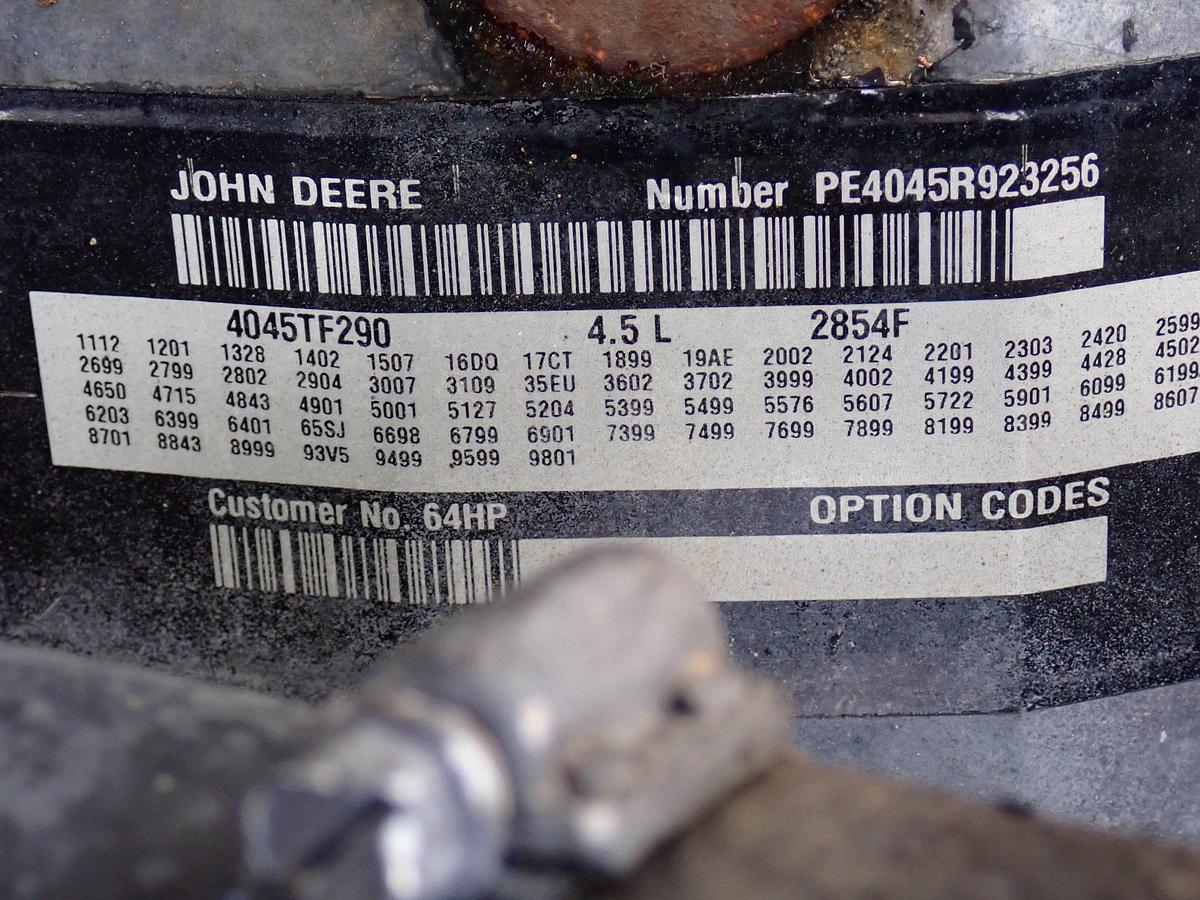 JOHN DEERE Number PE4045R923256
4045TF290 4.5 L 2854F
1112 1201 1328 1402 1507 16DQ 17CT 1899 19AE 2002 2124 2201 2303 2420 2599
2699 2799 2802 2904 3007 3109 35EU 3602 3702 3999 4002 4199 4399 4428 4502
4650 4715 4843 4901 5001 5127 5204 5399 5499 5576 5607 5722 5901 6099 6199
6203 6399 6401 65SJ 6698 6799 6901 7399 7499 7699 7899 8199 8399 8499 8607
8701 8843 8999 93V5 9499 9599 9801
Customer No. 64HP OPTION CODES